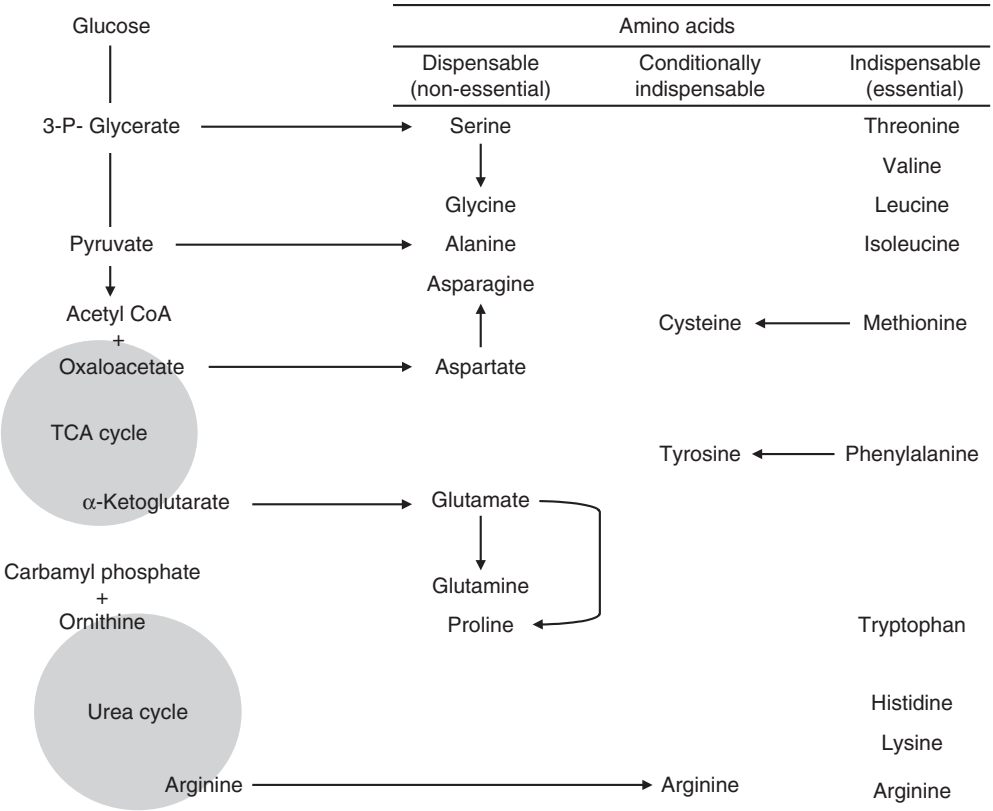 Glucose
Amino acids
Dispensable
(non-essential)
Conditionally
indispensable
Indispensable
(essential)
3-P- Glycerate
Serine
Threonine
Valine
Glycine
Leucine
Pyruvate
Alanine
Isoleucine
Asparagine
Acetyl CoA
+
Cysteine
Methionine
Oxaloacetate
Aspartate
TCA cycle
Tyrosine
Phenylalanine
α-Ketoglutarate
Glutamate
Carbamyl phosphate
+
Ornithine
Glutamine
Proline
Tryptophan
Urea cycle
Histidine
Lysine
Arginine
Arginine
Arginine